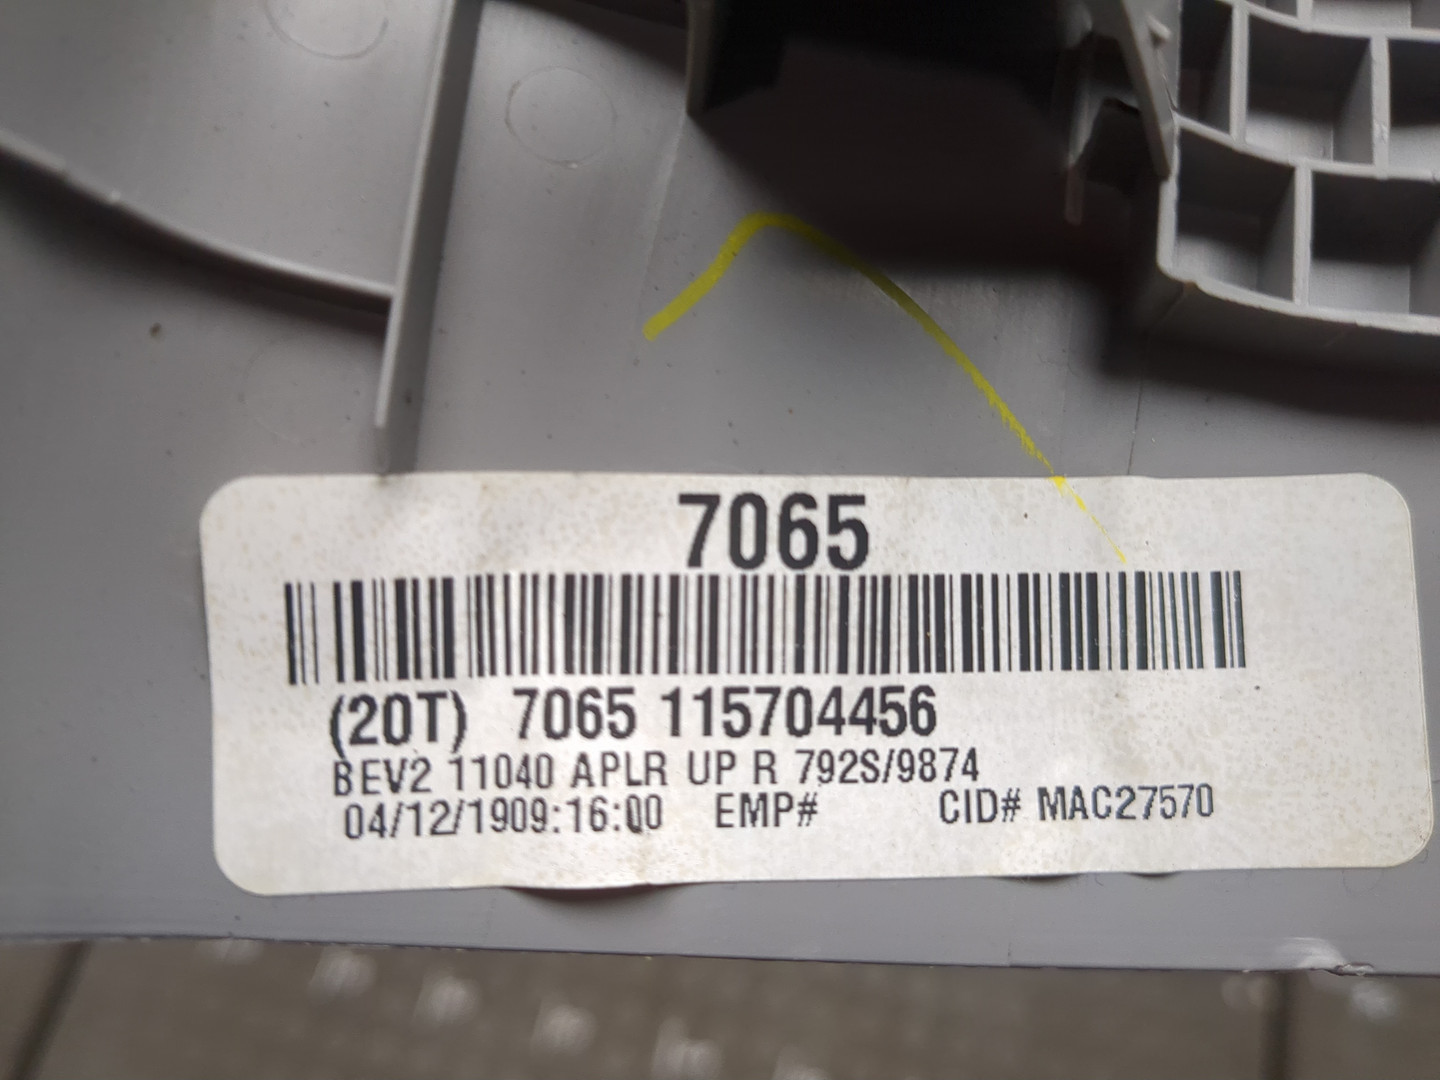 7065
(20T) 7065 115704456
BEV2 11040 APLR UP R 792S/9874
04/12/1909:16:00 EMP# CID# MAC27570